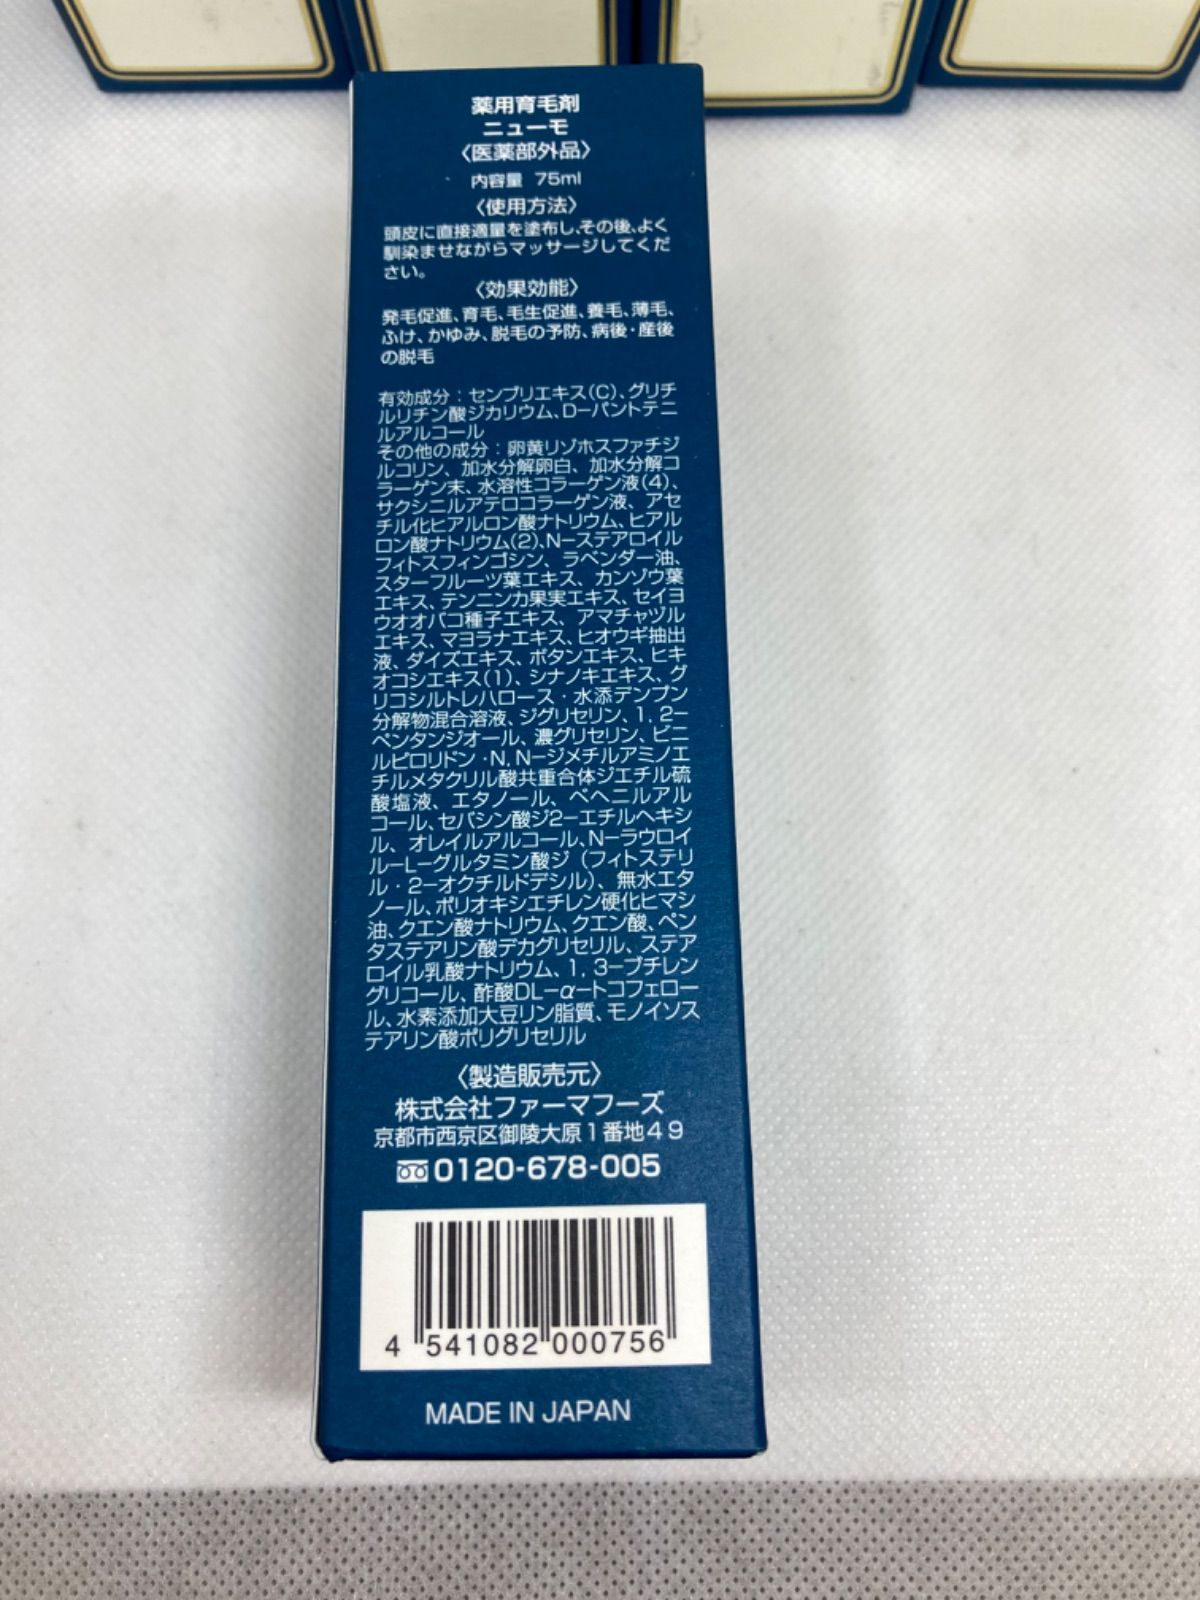 薬用育毛剤
ニューモ
〈医薬部外品〉
内容量 75ml
〈使用方法〉
頭皮に直接適量を塗布し、その後、よく
馴染ませながらマッサージしてくだ
さい。
〈効果効能〉
発毛促進、育毛、毛生促進、養毛、薄毛、
ふけ、かゆみ、脱毛の予防、病後・産後
の脱毛
有効成分：センブリエキス(C)、グリチ
ルリチン酸ジカリウム、D-パントテニ
ルアルコール
その他の成分：卵黄リゾホスファチジ
ルコリン、加水分解卵白、加水分解コ
ラーゲン末、水溶性コラーゲン液(4)、
サクシニルアテロコラーゲン液、アセ
チル化ヒアルロン酸ナトリウム、ヒアル
ロン酸ナトリウム(2)、N-ステアロイル
フィトスフィンゴシン、ラベンダー油、
スターフルーツ葉エキス、カンゾウ葉
エキス、テンニンカ果実エキス、セイヨ
ウオオバコ種子エキス、アマチャヅル
エキス、マヨラナエキス、ヒオウギ抽出
液、ダイズエキス、ボタンエキス、ヒキ
オコシエキス(1)、シナノキエキス、グ
リコシルトレハロース・水添デンプン
分解物混合溶液、ジグリセリン、1,2-
ペンタンジオール、濃グリセリン、ビニ
ルピロリドン・N,N-ジメチルアミノエ
チルメタクリル酸共重合体ジエチル硫
酸塩液、エタノール、ベヘニルアル
コール、セバシン酸ジ2-エチルヘキシ
ル、オレイルアルコール、N-ラウロイ
ル-L-グルタミン酸ジ（フィトステリ
ル・2-オクチルドデシル）、無水エタ
ノール、ポリオキシエチレン硬化ヒマシ
油、クエン酸ナトリウム、クエン酸、ペン
タステアリン酸デカグリセリル、ステア
ロイル乳酸ナトリウム、1,3-ブチレン
グリコール、酢酸DL-α-トコフェロー
ル、水素添加大豆リン脂質、モノイソス
テアリン酸ポリグリセリル
〈製造販売元〉
株式会社ファーマフーズ
京都市西京区御陵大原1番地49
0120-678-005
4 541082 000756
MADE IN JAPAN